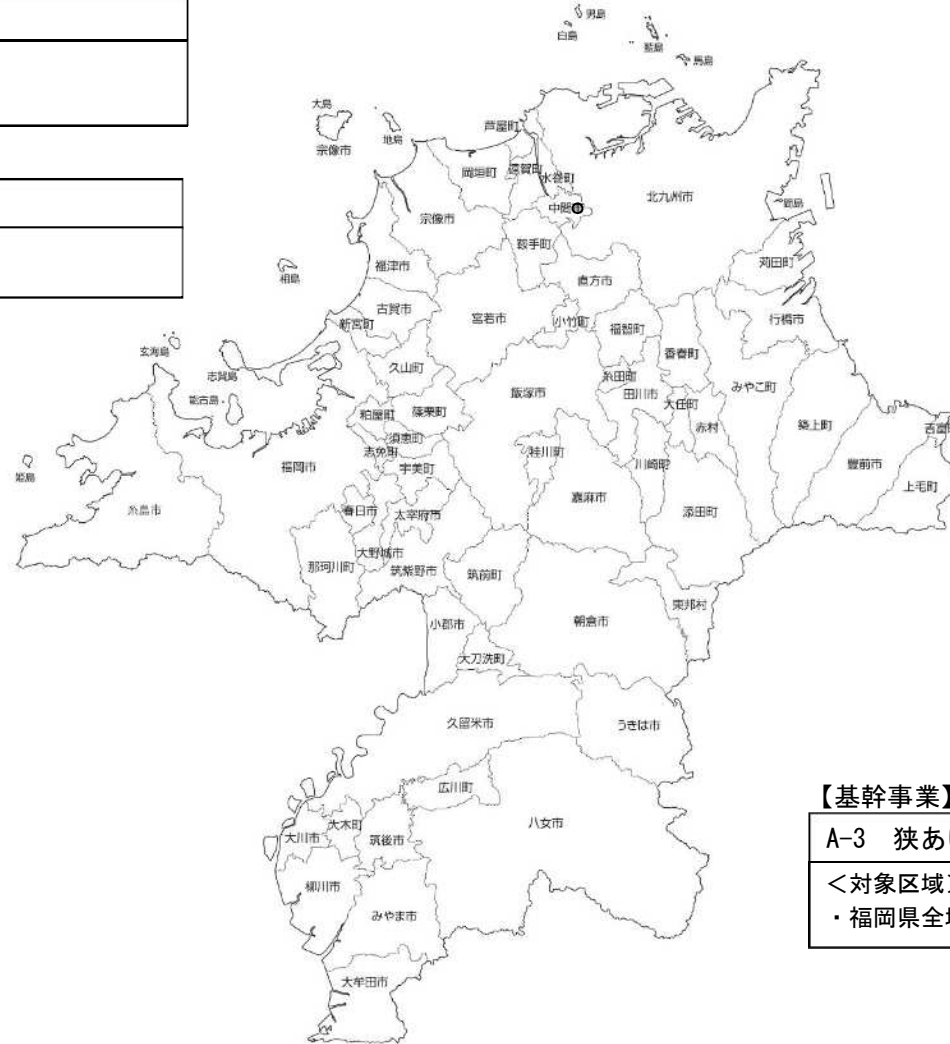 男島
白島
藍島
馬島
大島
地島
宗像市
芦屋町
岡垣町
遠賀町
水巻町
北九州市
中間
宗像市
鞍手町
苅田町
福津市
相島
直方市
古賀市
宮若市
小竹町
福智町
行橋市
新宮町
香春町
玄海島
久山町
志賀島
糸田町
みやこ町
飯塚市
田川市
能古島
大任町
粕屋町
篠栗町
赤村
築上町
須恵町
志免町
桂川町
福岡市
宇美町
川崎町
豊前市
姫島
上毛町
嘉麻市
糸島市
春日市
太宰府市
添田町
大野城市
那珂川町
筑紫野市
筑前町
東邦村
小郡市
朝倉市
大刀洗町
久留米市
うきは市
広川町
【基幹事業】
A-3 狭あ
八女市
大木町
大川市
筑後市
<対象区域
柳川市
・福岡県全
みやま市
大牟田市